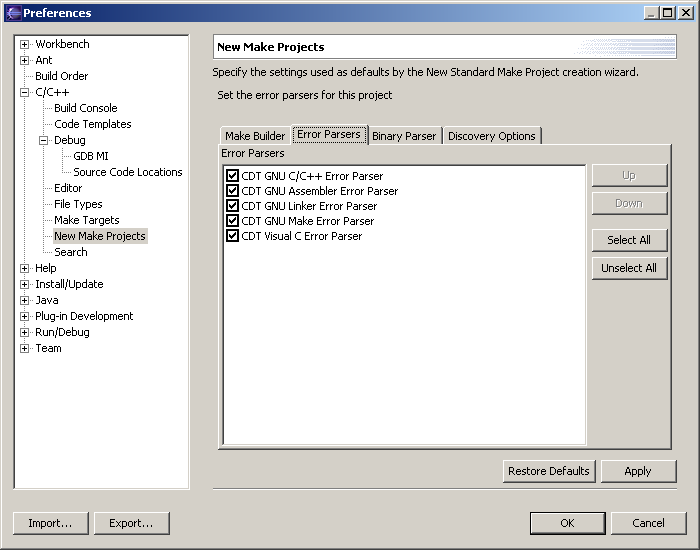 Preferences
Workbench
Ant
Build Order
C/C++
Build Console
Code Templates
Debug
GDB MI
Source Code Locations
Editor
File Types
Make Targets
New Make Projects
Search
Help
Install/Update
Java
Plug-in Development
Run/Debug
Team
New Make Projects
Specify the settings used as defaults by the New Standard Make Project creation wizard.
Set the error parsers for this project
Make Builder Error Parsers Binary Parser Discovery Options
Error Parsers
CDT GNU C/C++ Error Parser
CDT GNU Assembler Error Parser
CDT GNU Linker Error Parser
CDT GNU Make Error Parser
CDT Visual C Error Parser
Up
Down
Select All
Unselect All
Restore Defaults Apply
Import... Export... OK Cancel